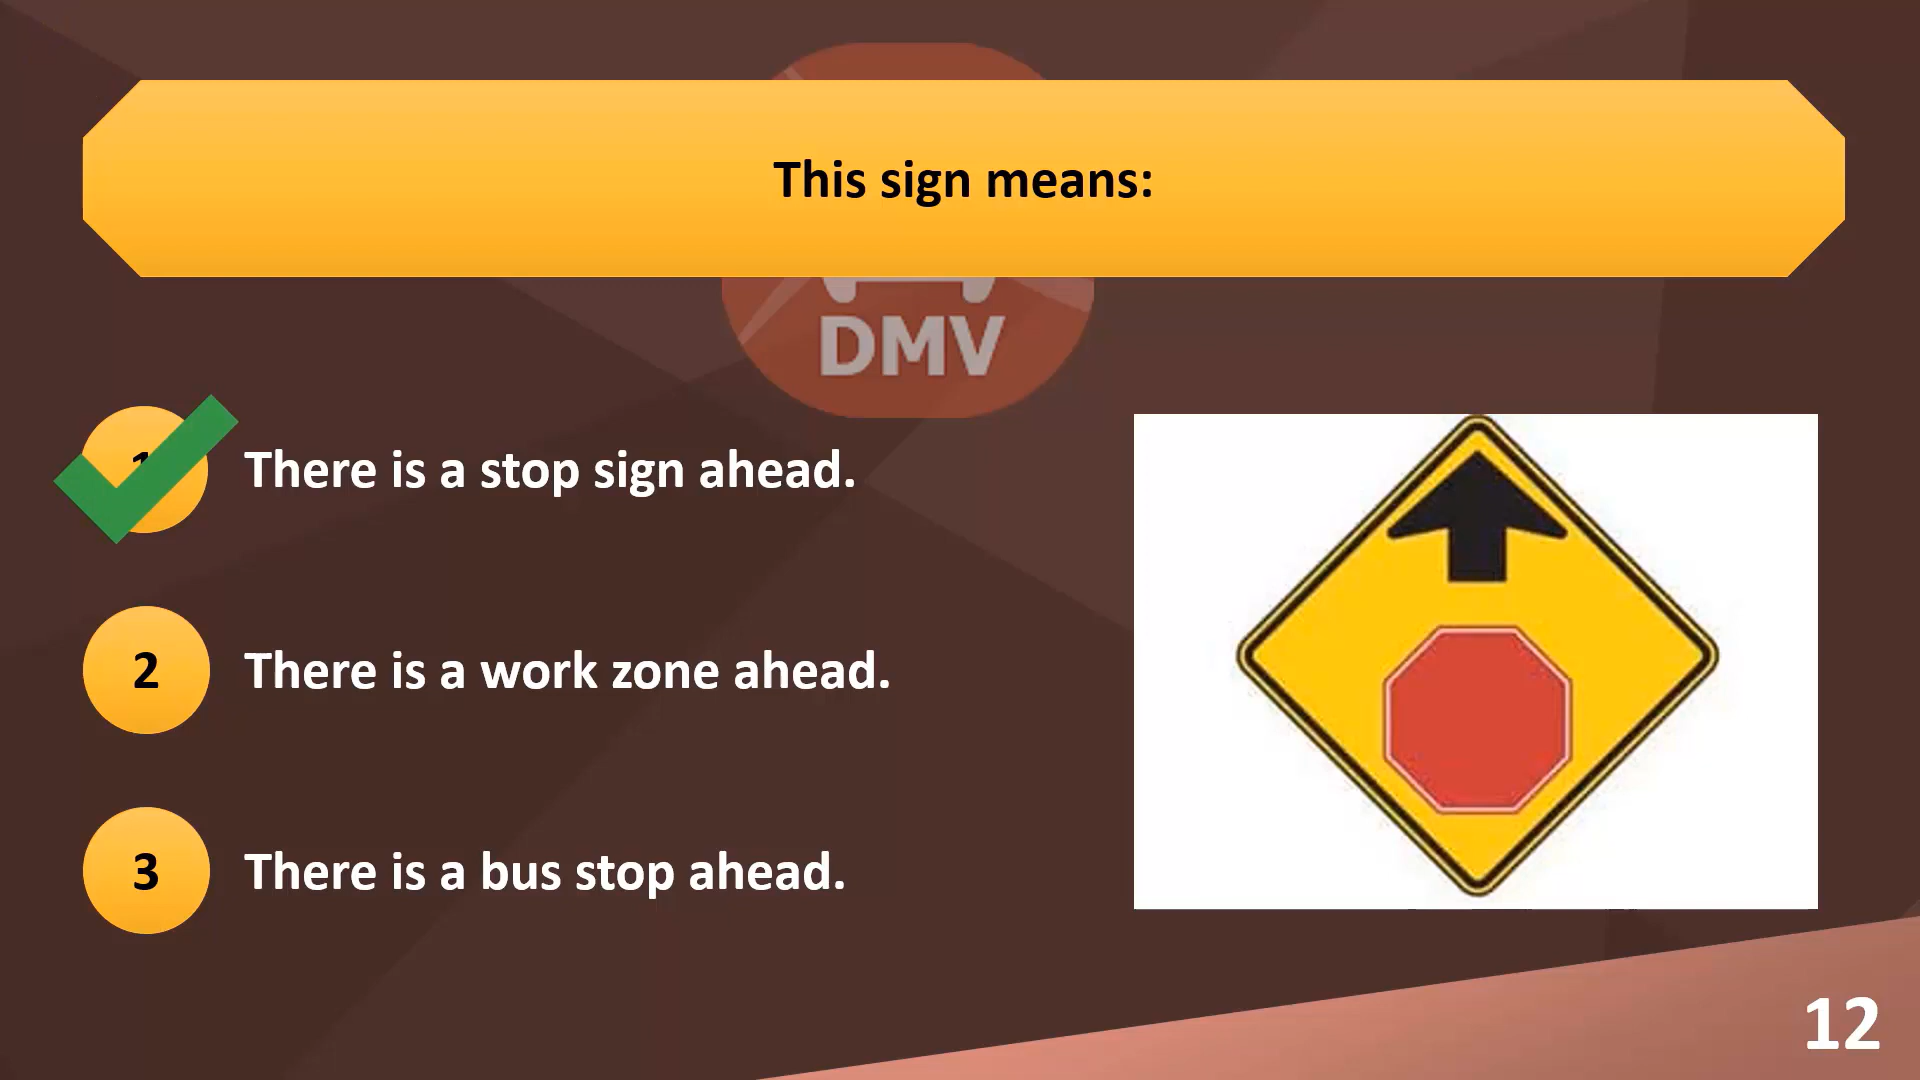 This sign means:
DMV
1
There is a stop sign ahead.
2
There is a work zone ahead.
3
There is a bus stop ahead.
12